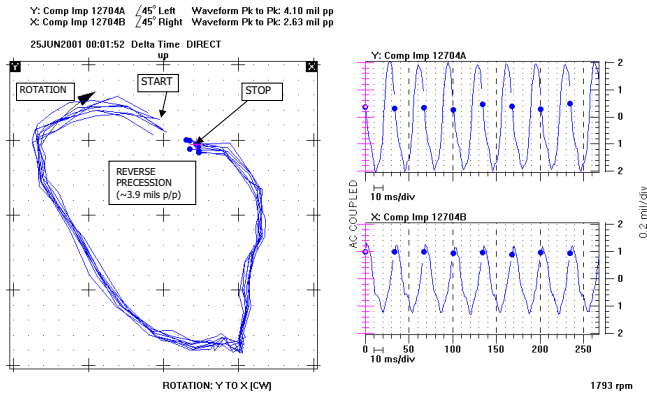 Y: Comp Imp 12704A ∠45° Left Waveform Pk to Pk: 4.10 mil pp
X: Comp Imp 12704B ∠45° Right Waveform Pk to Pk: 2.63 mil pp
25JUN2001 00:01:52 Delta Time DIRECT
up
Y
X
ROTATION
START
STOP
REVERSE
PRECESSION
(~3.9 mils p/p)
ROTATION: Y TO X (CW)
Y: Comp Imp 12704A
2
1
0
1
2
10 ms/div
AC COUPLED
0.2 mil/div
X: Comp Imp 12704B
2
1
0
1
2
0 50 100 150 200 250
10 ms/div
1793 rpm